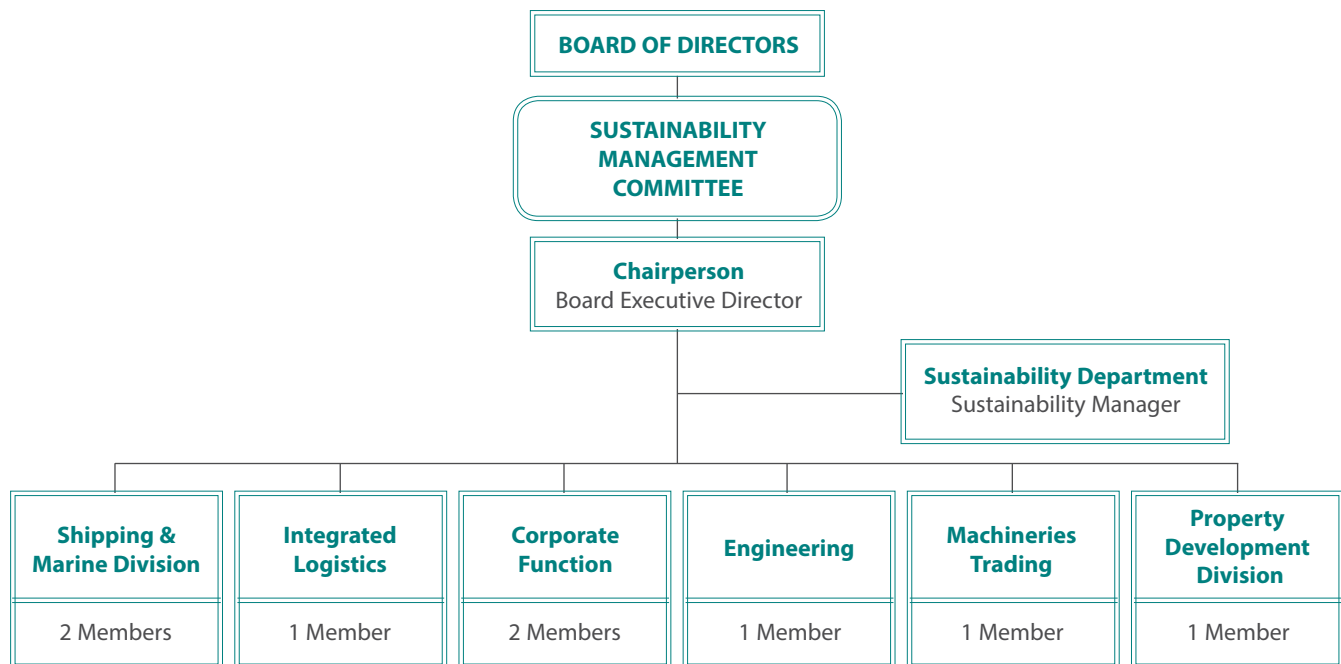 BOARD OF DIRECTORS
SUSTAINABILITY
MANAGEMENT
COMMITTEE
Chairperson
Board Executive Director
Sustainability Department
Sustainability Manager
Shipping &
Marine Division
2 Members
Integrated
Logistics
1 Member
Corporate
Function
2 Members
Engineering
1 Member
Machineries
Trading
1 Member
Property
Development
Division
1 Member